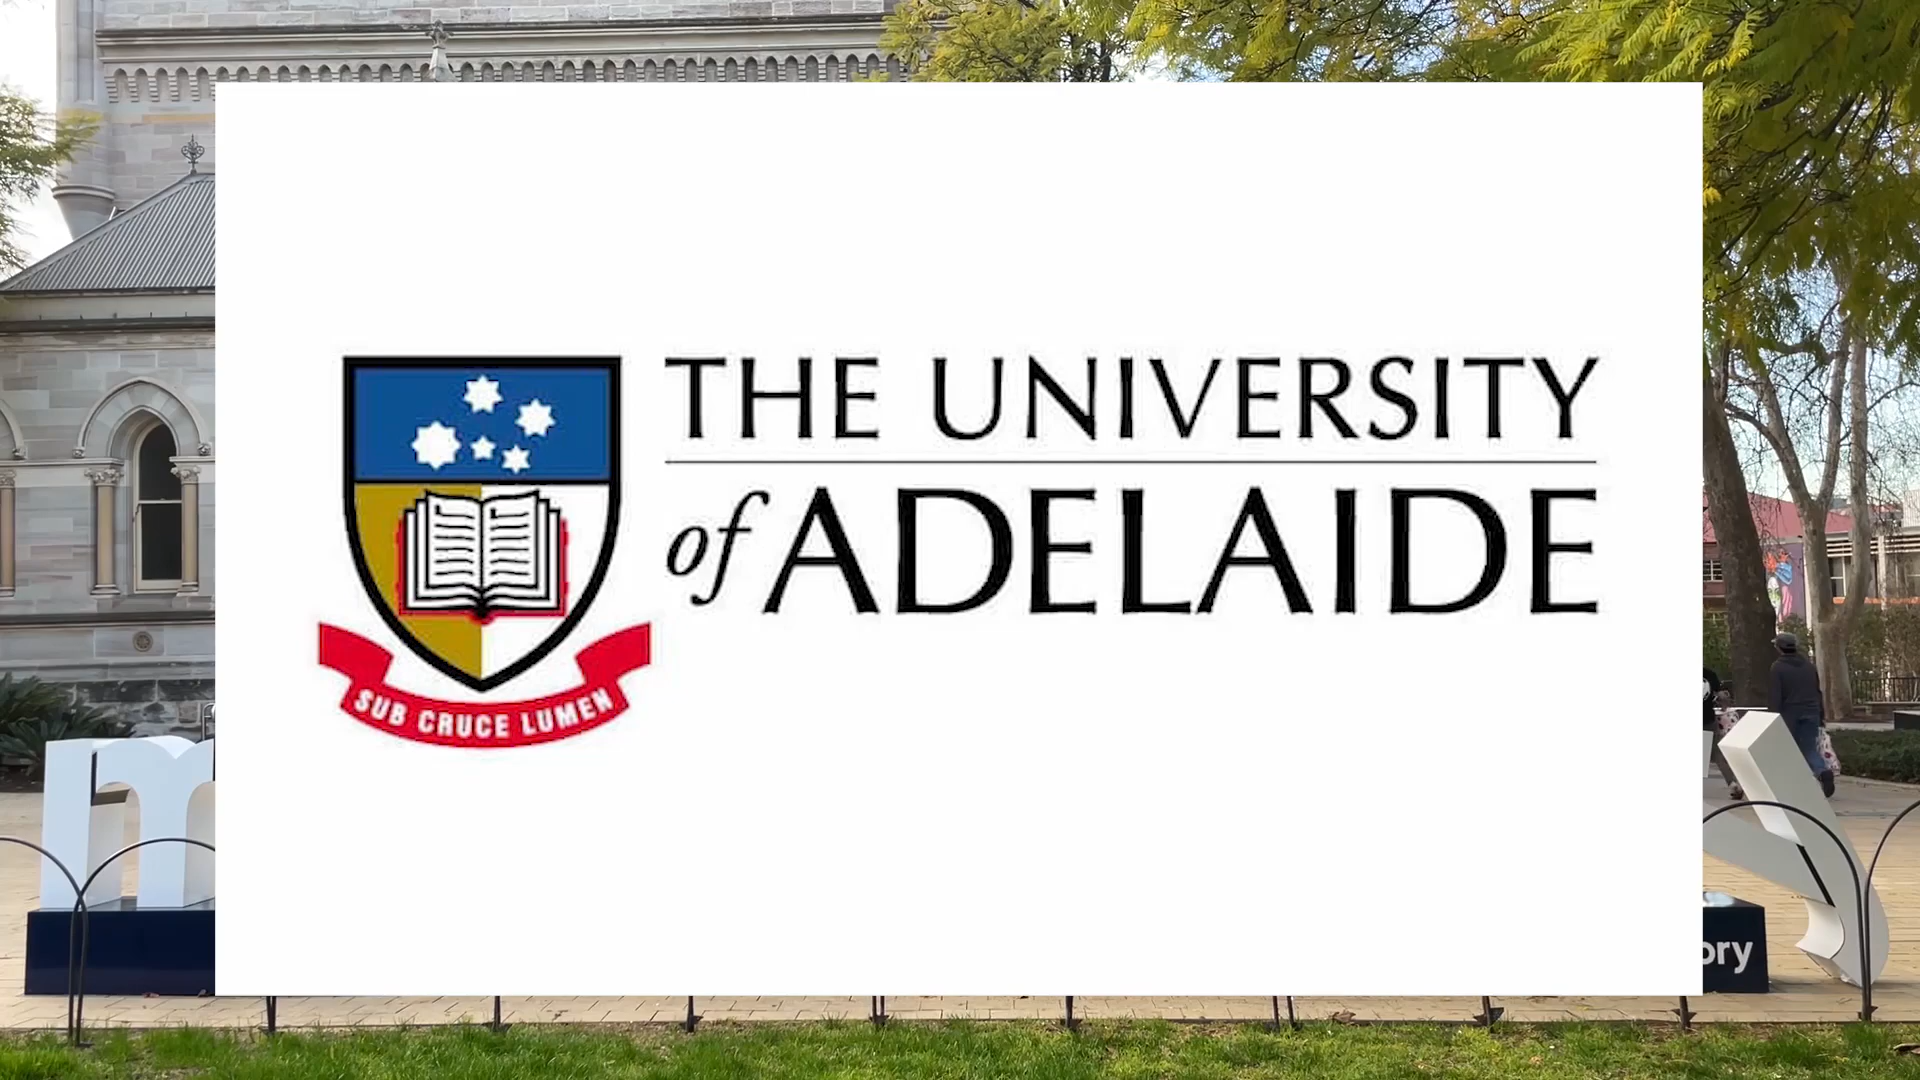 THE UNIVERSITY
of ADELAIDE
SUB CRUCE LUMEN
m
y
ory